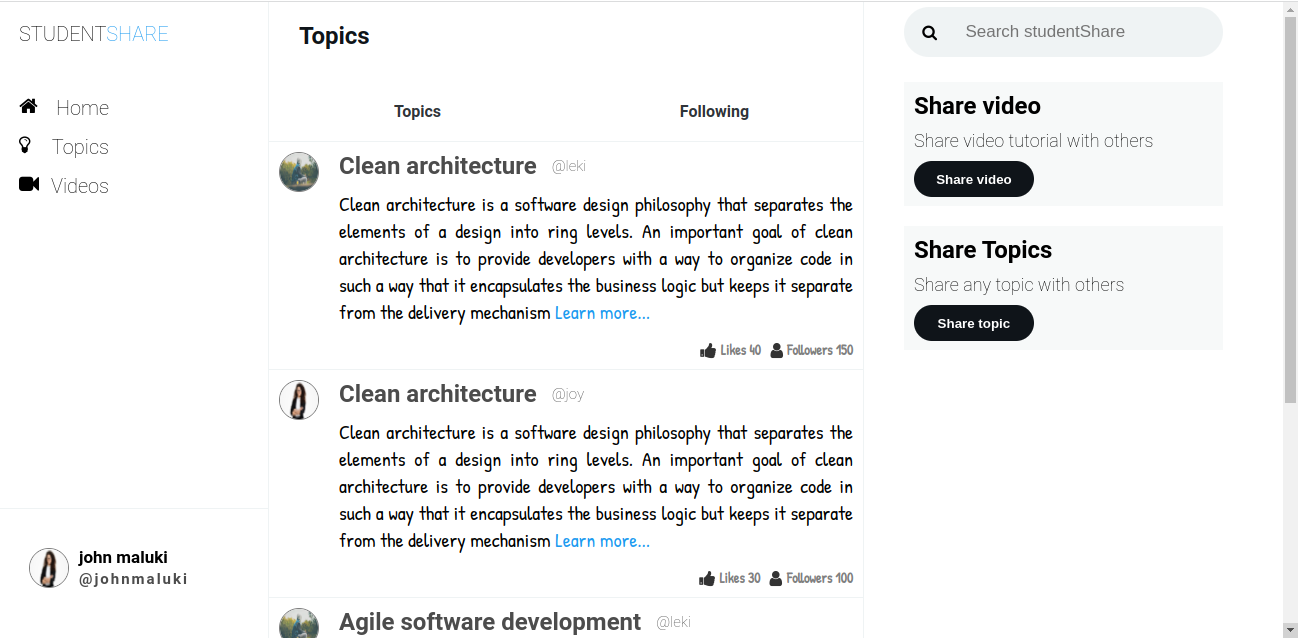 STUDENTSHARE
Home
Topics
Videos
john maluki
@johnmaluki
Topics
Topics Following
Clean architecture @leki
Clean architecture is a software design philosophy that separates the
elements of a design into ring levels. An important goal of clean
architecture is to provide developers with a way to organize code in
such a way that it encapsulates the business logic but keeps it separate
from the delivery mechanism Learn more...
Likes 40 Followers 150
Clean architecture @joy
Clean architecture is a software design philosophy that separates the
elements of a design into ring levels. An important goal of clean
architecture is to provide developers with a way to organize code in
such a way that it encapsulates the business logic but keeps it separate
from the delivery mechanism Learn more...
Likes 30 Followers 100
Agile software development @leki
Search studentShare
Share video
Share video tutorial with others
Share video
Share Topics
Share any topic with others
Share topic